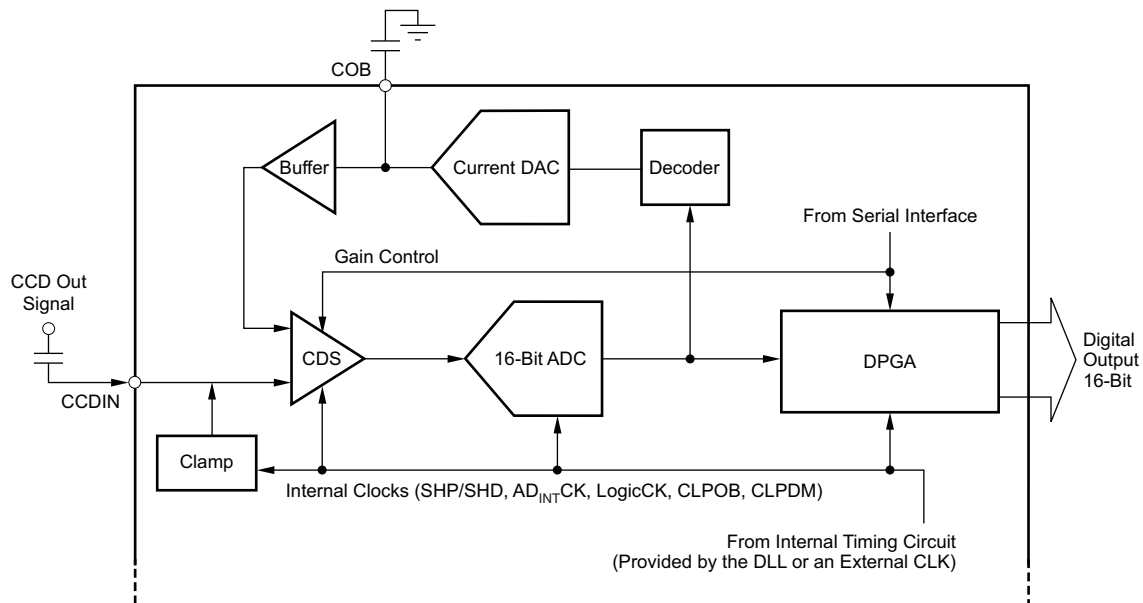 COB
Buffer
Current DAC
Decoder
From Serial Interface
Gain Control
CCD Out
Signal
CDS
16-Bit ADC
DPGA
Digital
Output
16-Bit
CCDIN
Clamp
Internal Clocks (SHP/SHD, ADINTCK, LogicCK, CLPOB, CLPDM)
From Internal Timing Circuit
(Provided by the DLL or an External CLK)